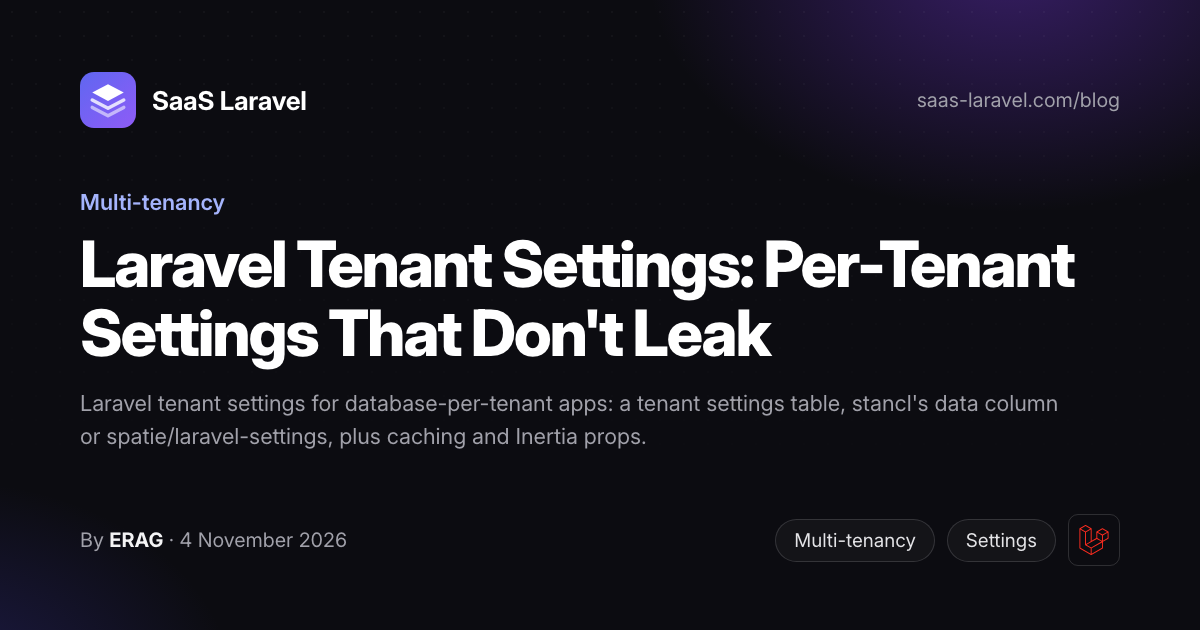 SaaS Laravel
saas-laravel.com/blog
Multi-tenancy
Laravel Tenant Settings: Per-Tenant
Settings That Don't Leak
Laravel tenant settings for database-per-tenant apps: a tenant settings table, stancl's data column
or spatie/laravel-settings, plus caching and Inertia props.
By ERAG · 4 November 2026
Multi-tenancy
Settings